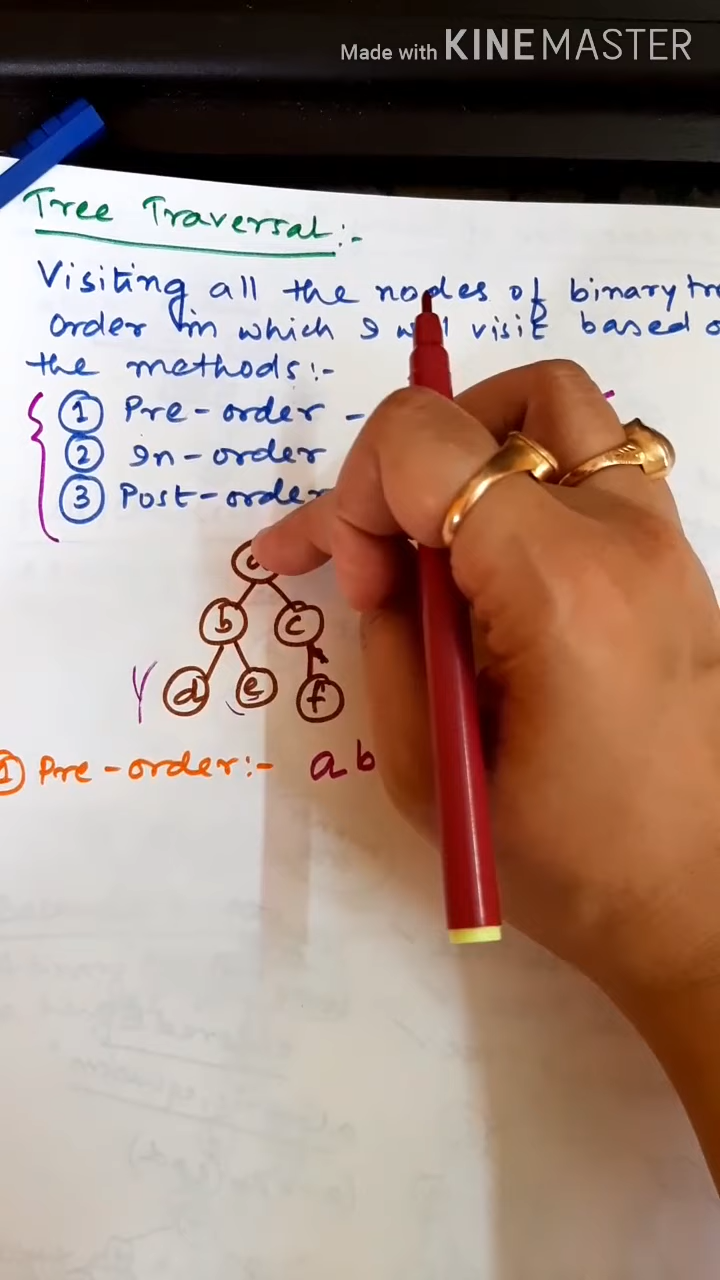 Made with KINEMASTER
Tree Traversal:-
Visiting all the nodes of binary
order in which I will visit based
the methods:-
① Pre-order -
② In-order
③ Post-order
a
b c
d e f
① Pre-order:- a b